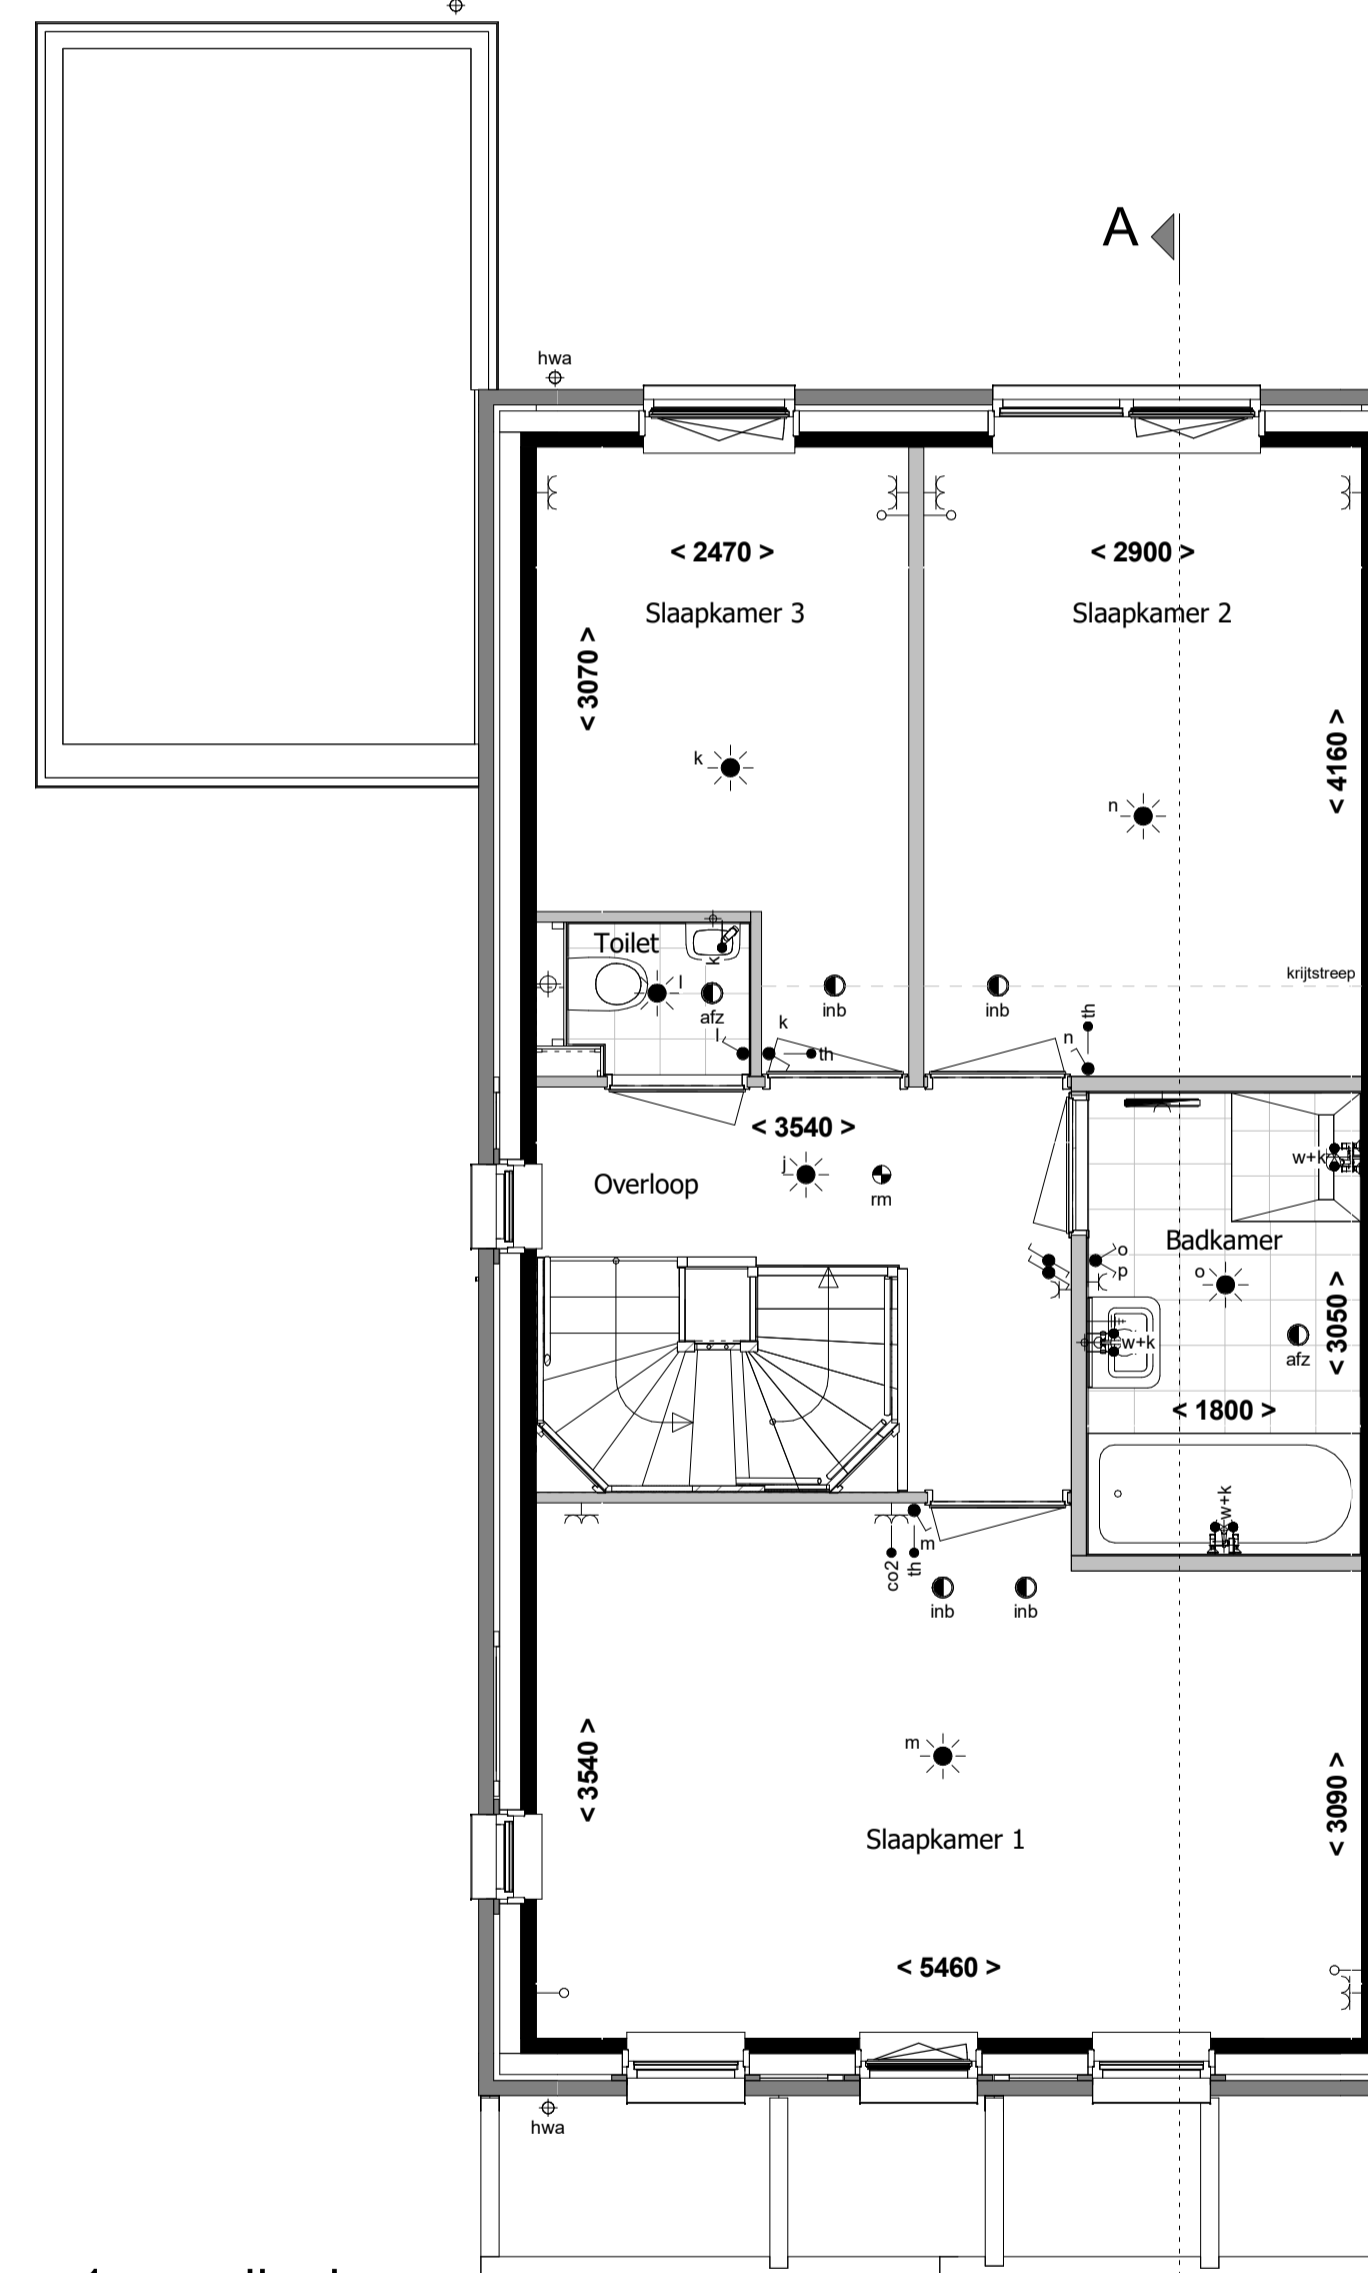 A
hwa
< 2470 >
< 2900 >
Slaapkamer 3
Slaapkamer 2
< 3070 >
< 4160 >
k
n
Toilet
k
l
afz
l
k
th
inb
inb
krijtstreep
th
n
< 3540 >
j
rm
Overloop
w+k
Badkamer
o
p
o
w+k
afz
< 3050 >
< 1800 >
w+k
m
co2
th
inb
inb
m
< 3540 >
< 3090 >
Slaapkamer 1
< 5460 >
hwa